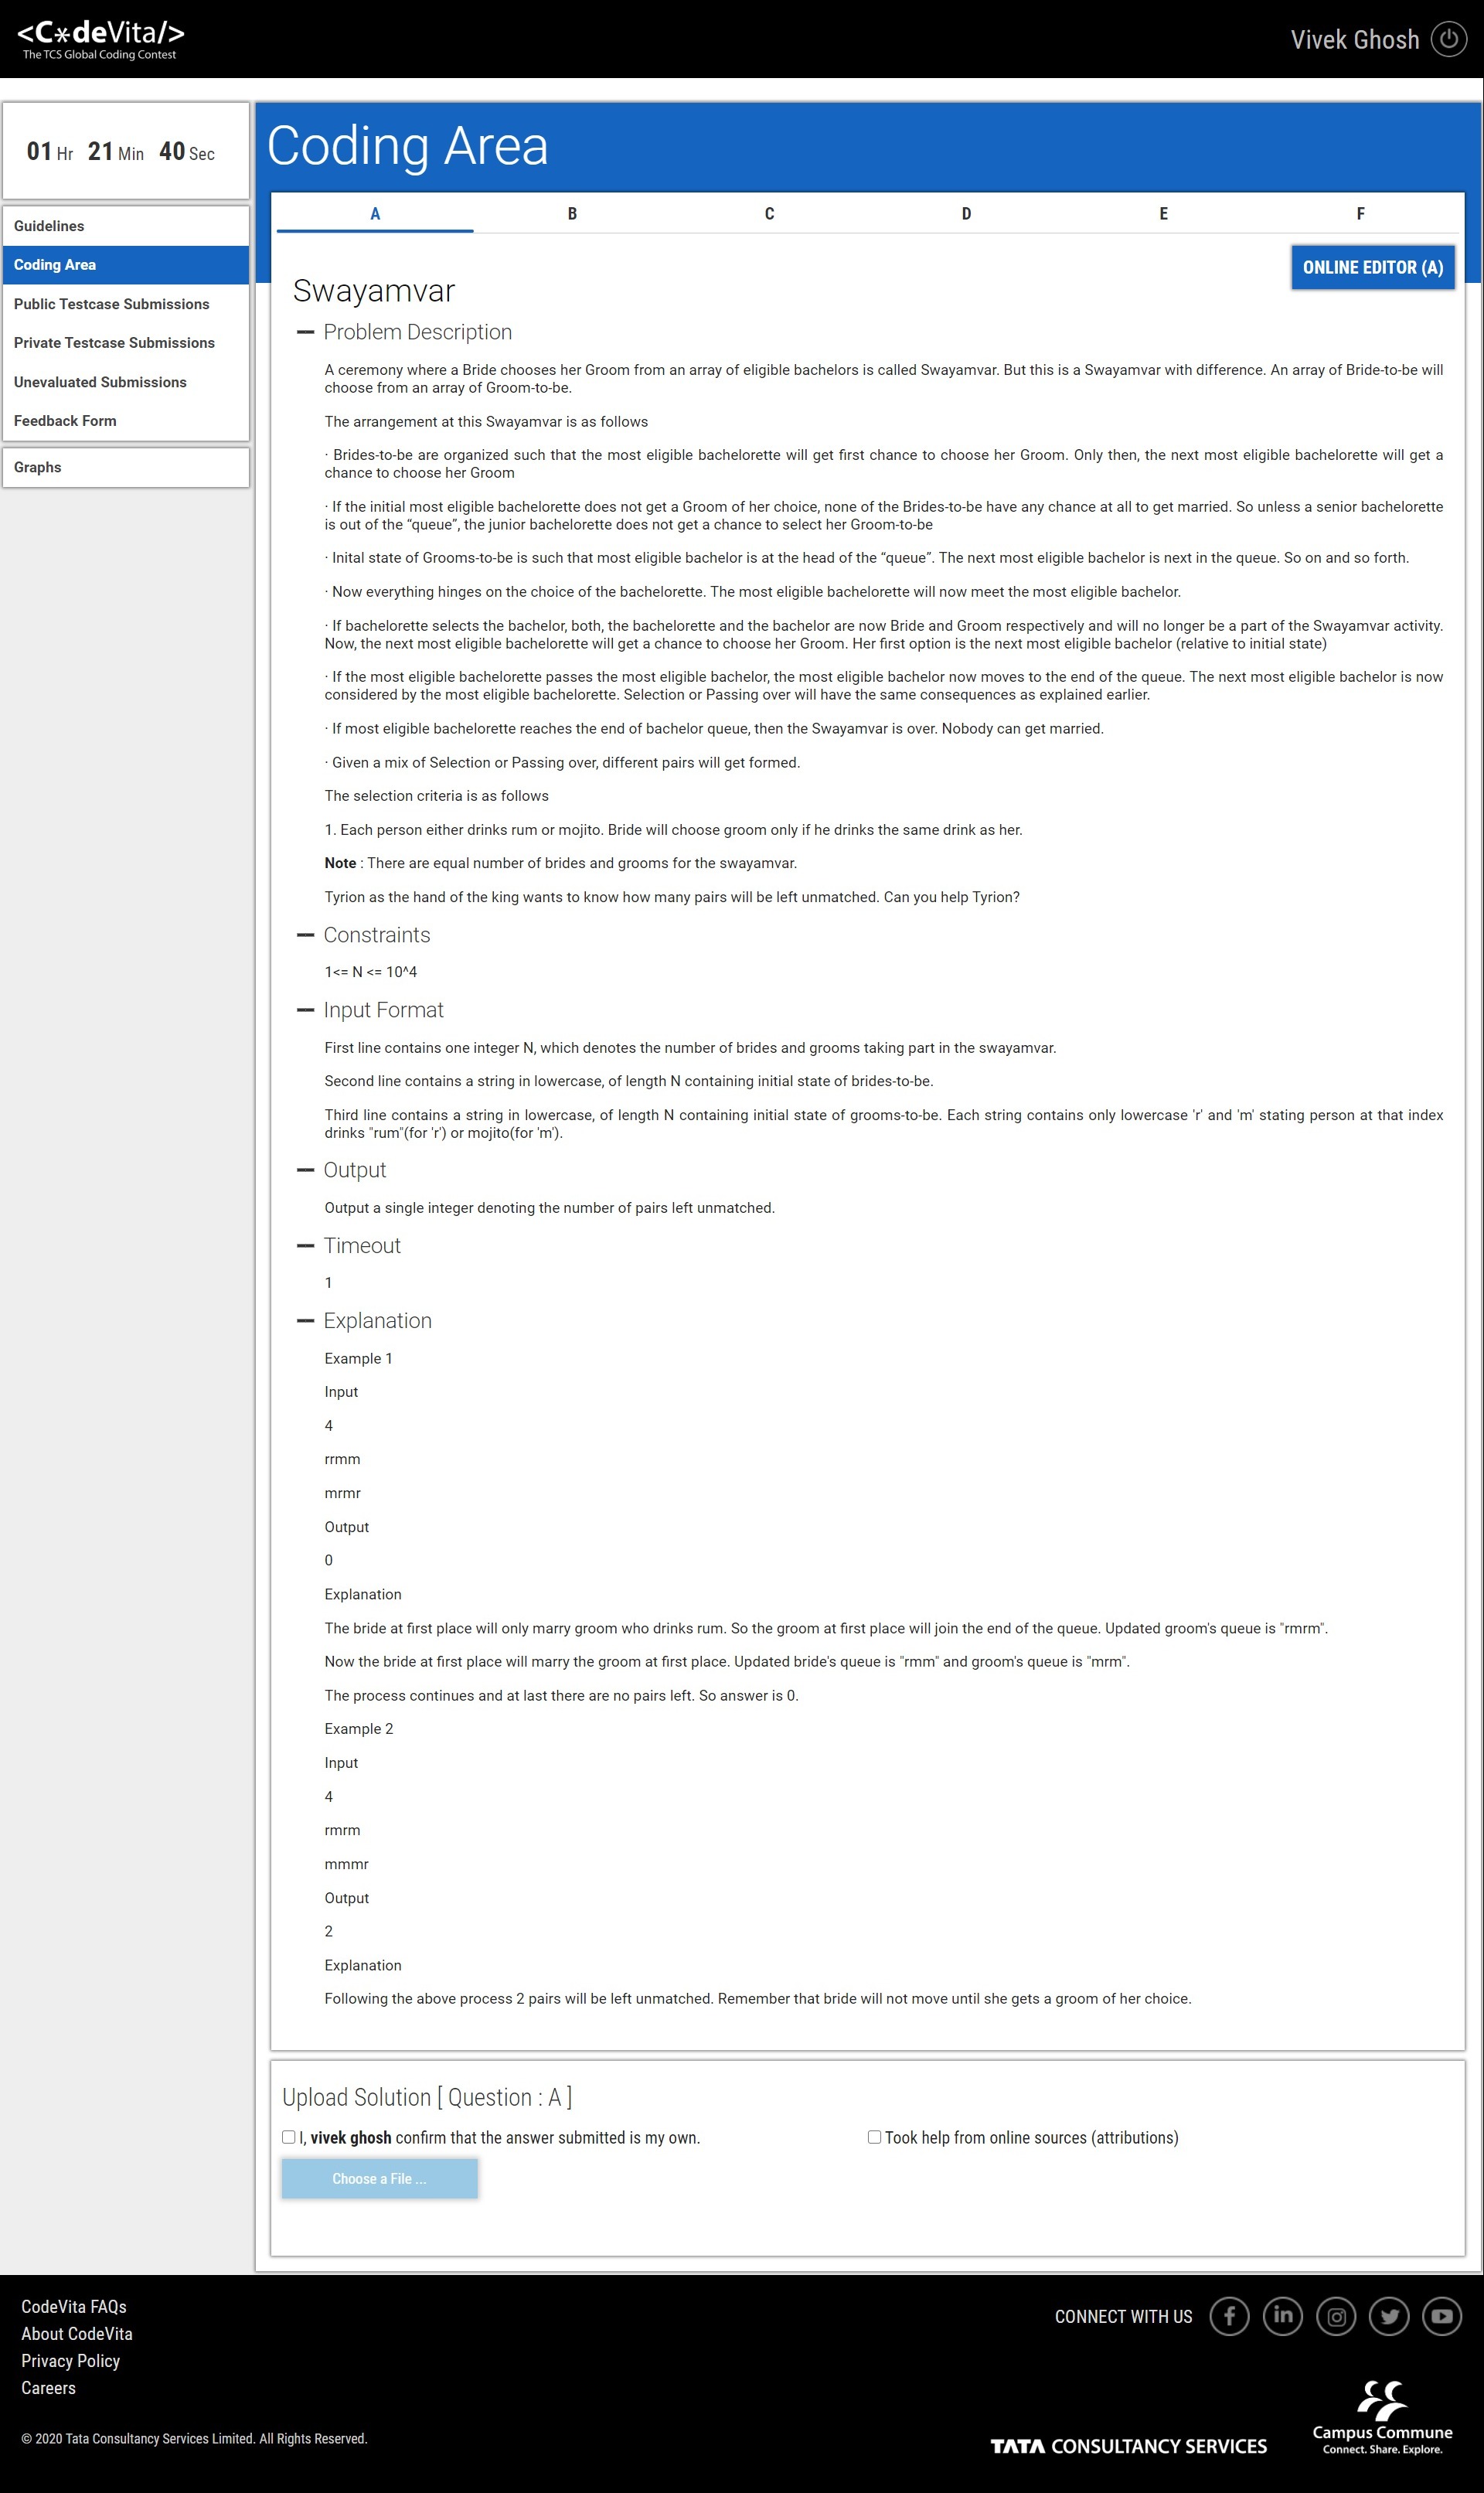 <C*deVita/>
The TCS Global Coding Contest
Vivek Ghosh
01 Hr 21 Min 40 Sec
Guidelines
Coding Area
Public Testcase Submissions
Private Testcase Submissions
Unevaluated Submissions
Feedback Form
Graphs
Coding Area
A B C D E F
ONLINE EDITOR (A)
Swayamvar
Problem Description
A ceremony where a Bride chooses her Groom from an array of eligible bachelors is called Swayamvar. But this is a Swayamvar with difference. An array of Bride-to-be will
choose from an array of Groom-to-be.
The arrangement at this Swayamvar is as follows
· Brides-to-be are organized such that the most eligible bachelorette will get first chance to choose her Groom. Only then, the next most eligible bachelorette will get a
chance to choose her Groom
· If the initial most eligible bachelorette does not get a Groom of her choice, none of the Brides-to-be have any chance at all to get married. So unless a senior bachelorette
is out of the “queue”, the junior bachelorette does not get a chance to select her Groom-to-be
· Inital state of Grooms-to-be is such that most eligible bachelor is at the head of the “queue”. The next most eligible bachelor is next in the queue. So on and so forth.
· Now everything hinges on the choice of the bachelorette. The most eligible bachelorette will now meet the most eligible bachelor.
· If bachelorette selects the bachelor, both, the bachelorette and the bachelor are now Bride and Groom respectively and will no longer be a part of the Swayamvar activity.
Now, the next most eligible bachelorette will get a chance to choose her Groom. Her first option is the next most eligible bachelor (relative to initial state)
· If the most eligible bachelorette passes the most eligible bachelor, the most eligible bachelor now moves to the end of the queue. The next most eligible bachelor is now
considered by the most eligible bachelorette. Selection or Passing over will have the same consequences as explained earlier.
· If most eligible bachelorette reaches the end of bachelor queue, then the Swayamvar is over. Nobody can get married.
· Given a mix of Selection or Passing over, different pairs will get formed.
The selection criteria is as follows
1. Each person either drinks rum or mojito. Bride will choose groom only if he drinks the same drink as her.
Note : There are equal number of brides and grooms for the swayamvar.
Tyrion as the hand of the king wants to know how many pairs will be left unmatched. Can you help Tyrion?
Constraints
1<= N <= 10^4
Input Format
First line contains one integer N, which denotes the number of brides and grooms taking part in the swayamvar.
Second line contains a string in lowercase, of length N containing initial state of brides-to-be.
Third line contains a string in lowercase, of length N containing initial state of grooms-to-be. Each string contains only lowercase 'r' and 'm' stating person at that index
drinks "rum"(for 'r') or mojito(for 'm').
Output
Output a single integer denoting the number of pairs left unmatched.
Timeout
1
Explanation
Example 1
Input
4
rrmm
mrmr
Output
0
Explanation
The bride at first place will only marry groom who drinks rum. So the groom at first place will join the end of the queue. Updated groom's queue is "rmrm".
Now the bride at first place will marry the groom at first place. Updated bride's queue is "rmm" and groom's queue is "mrm".
The process continues and at last there are no pairs left. So answer is 0.
Example 2
Input
4
rmrm
mmmr
Output
2
Explanation
Following the above process 2 pairs will be left unmatched. Remember that bride will not move until she gets a groom of her choice.
Upload Solution [ Question : A ]
I, vivek ghosh confirm that the answer submitted is my own.
Took help from online sources (attributions)
Choose a File ...
CodeVita FAQs
About CodeVita
Privacy Policy
Careers
© 2020 Tata Consultancy Services Limited. All Rights Reserved.
CONNECT WITH US
TATA CONSULTANCY SERVICES
Campus Commune
Connect. Share. Explore.